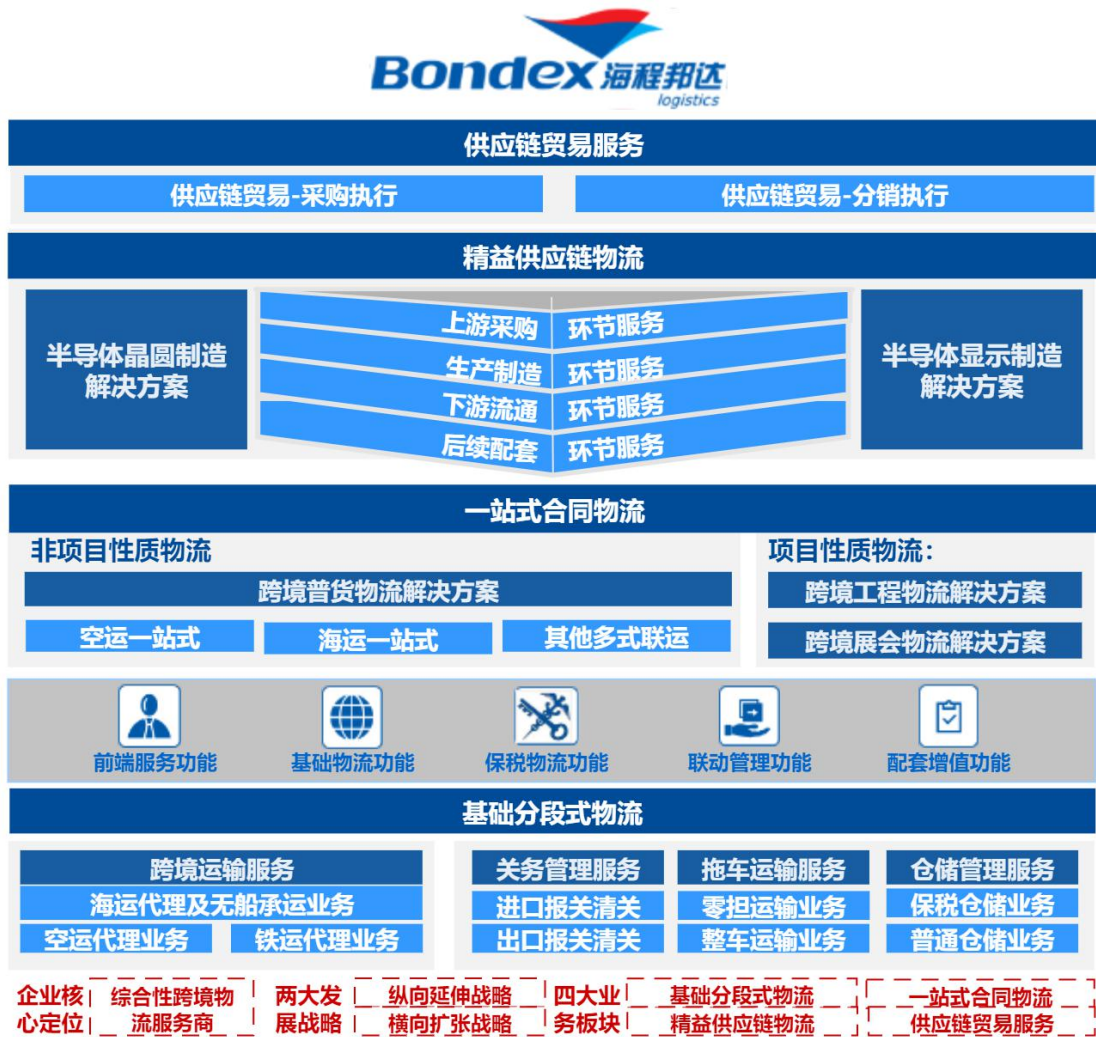 Bondex 海程邦达
logistics
供应链贸易服务
供应链贸易-采购执行
供应链贸易-分销执行
精益供应链物流
半导体晶圆制造
解决方案
上游采购 环节服务
生产制造 环节服务
下游流通 环节服务
后续配套 环节服务
半导体显示制造
解决方案
一站式合同物流
非项目性质物流
跨境普货物流解决方案
空运一站式
海运一站式
其他多式联运
项目性质物流：
跨境工程物流解决方案
跨境展会物流解决方案
前端服务功能
基础物流功能
保税物流功能
联动管理功能
配套增值功能
基础分段式物流
跨境运输服务
海运代理及无船承运业务
空运代理业务
铁运代理业务
关务管理服务
进口报关清关
出口报关清关
拖车运输服务
零担运输业务
整车运输业务
仓储管理服务
保税仓储业务
普通仓储业务
企业核
心定位
综合性跨境物
流服务商
两大发
展战略
纵向延伸战略
横向扩张战略
四大业
务板块
基础分段式物流
精益供应链物流
一站式合同物流
供应链贸易服务